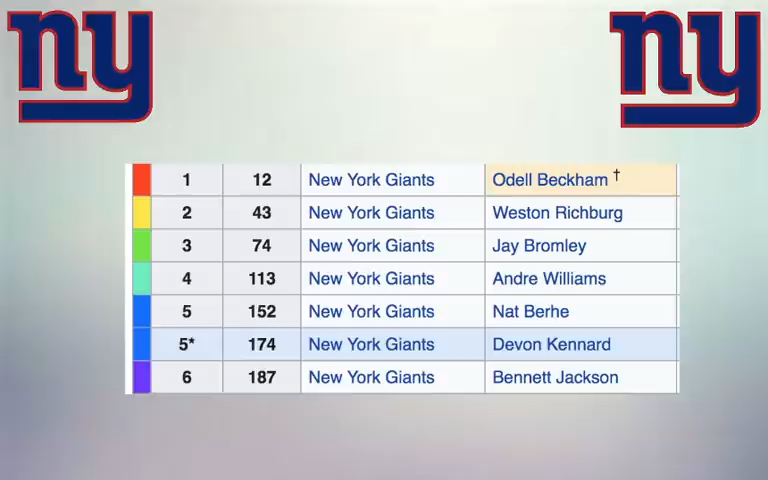 ny ny
1 12 New York Giants Odell Beckham †
2 43 New York Giants Weston Richburg
3 74 New York Giants Jay Bromley
4 113 New York Giants Andre Williams
5 152 New York Giants Nat Berhe
5* 174 New York Giants Devon Kennard
6 187 New York Giants Bennett Jackson